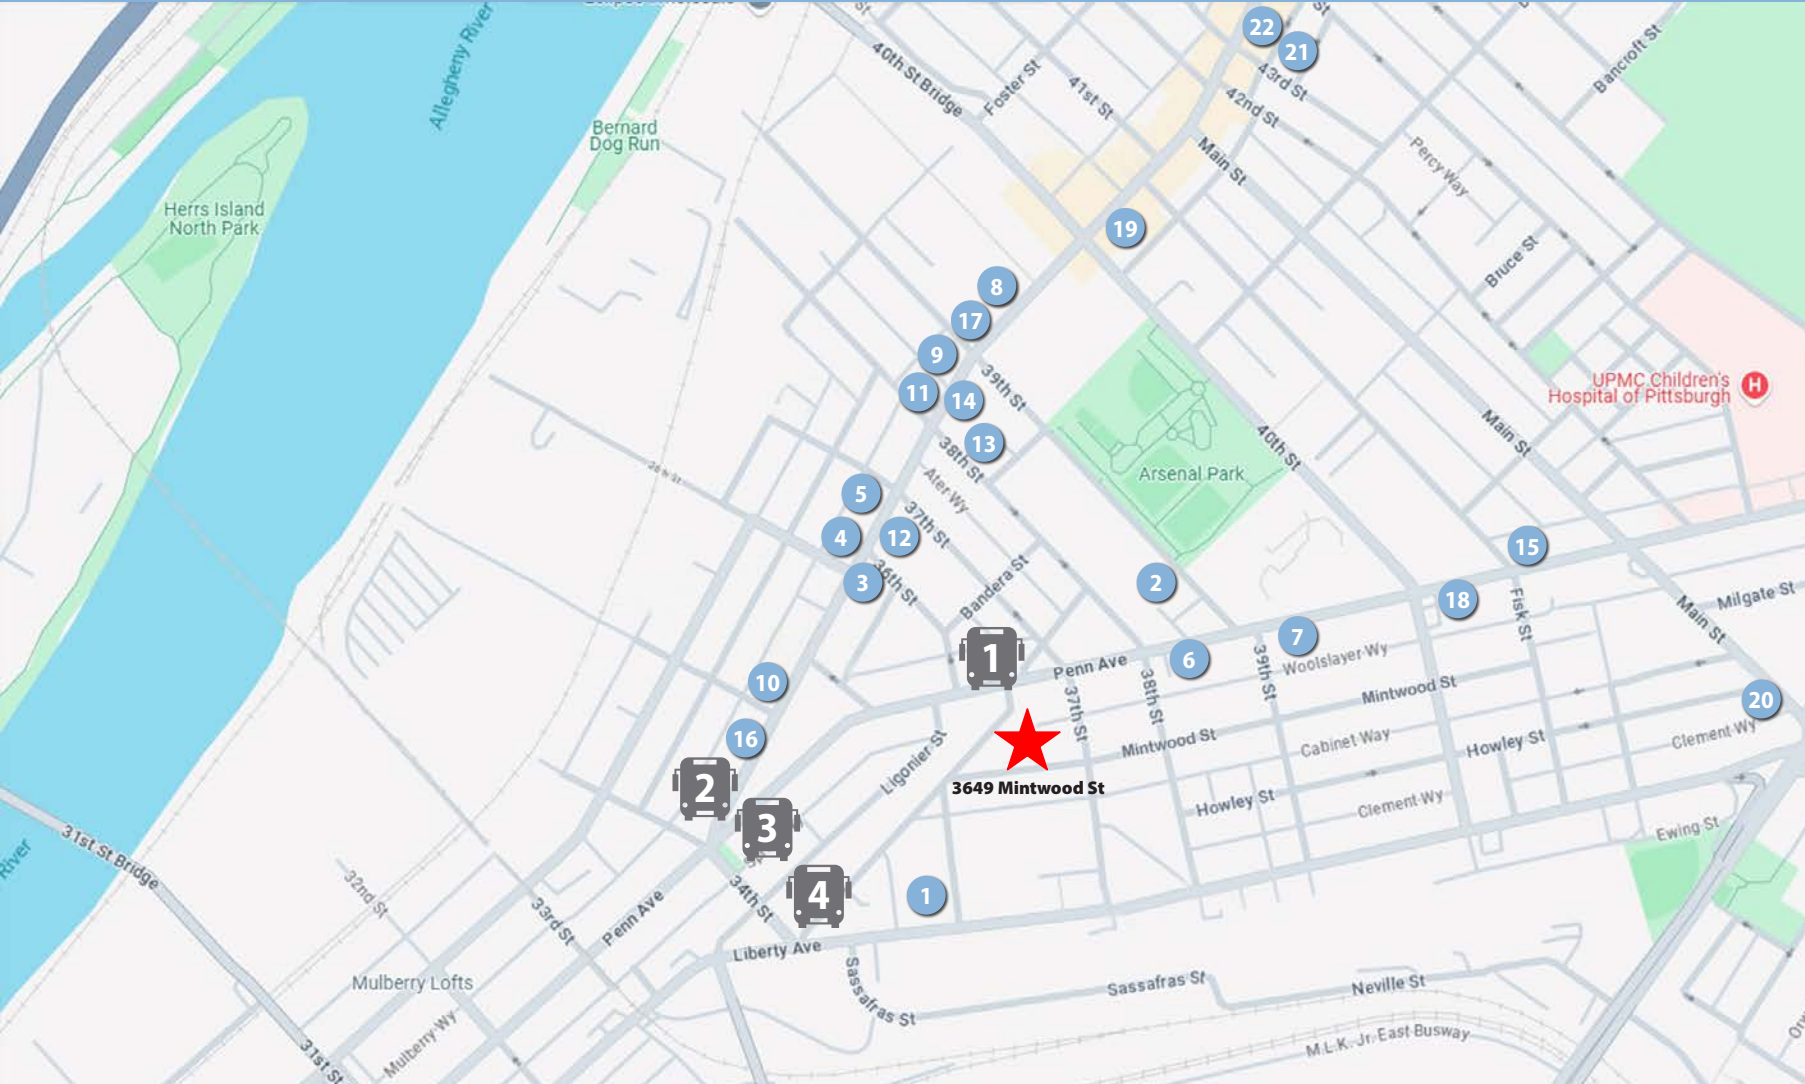 Allegheny River
40th St Bridge
Foster St
41st St
43rd St
42nd St
22
21
Bancroft St
Bernard
Dog Run
Main St
Percy Way
Herrs Island
North Park
19
Bruce St
8
17
9
11
14
39th St
13
38th St
UPMC Children's
Hospital of Pittsburgh
H
Main St
40th St
Arsenal Park
36th St
Ater Wy
5
4
12
37th St
3
36th St
Bandera St
2
15
18
Fisk St
Milgate St
Main St
1
Penn Ave
6
7
39th St
Woolslayer Wy
10
37th St
38th St
Mintwood St
20
16
Ligonier St
Mintwood St
Cabinet Way
Howley St
Clement Wy
3649 Mintwood St
2
3
Howley St
Clement Wy
Ewing St
River
31st St Bridge
32nd St
33rd St
Penn Ave
34th St
4
1
Liberty Ave
Sassafras St
Sassafras St
Neville St
Mulberry Lofts
Mulberry Wy
31st St
M.L.K. Jr. East Busway